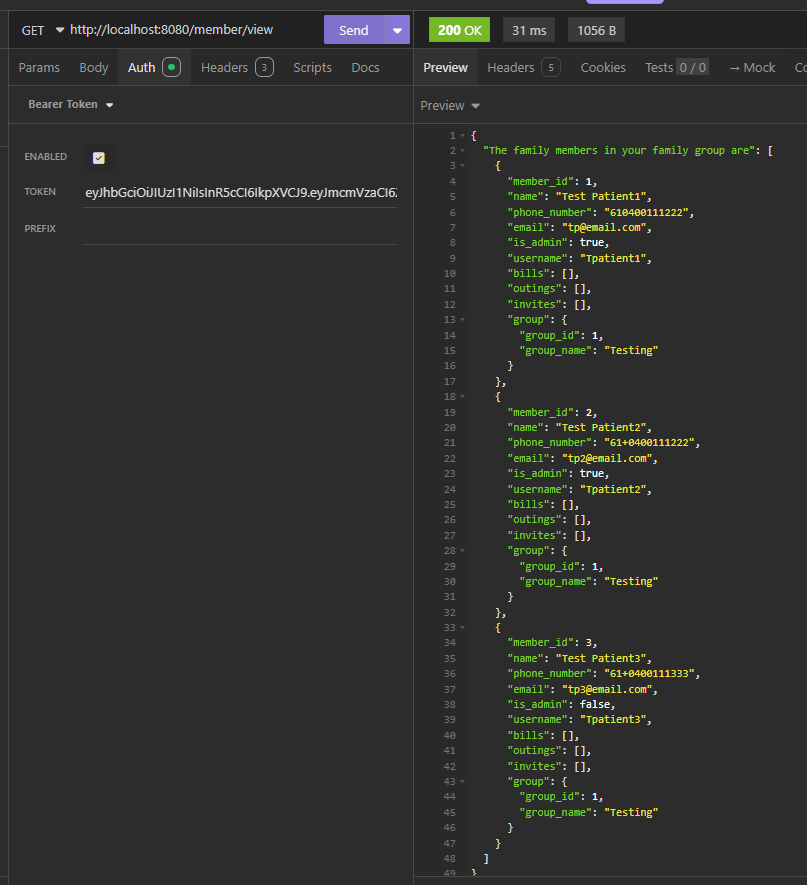 GET http://localhost:8080/member/view Send 200 OK 31 ms 1056 B
Params Body Auth Headers 3 Scripts Docs Preview Headers 5 Cookies Tests 0 / 0 → Mock Co
Bearer Token Preview
ENABLED
TOKEN eyJhbGciOiJIUzI1NiIsInR5cCI6IkpXVCJ9.eyJmcmVzaCI6Z
PREFIX
1 {
2 "The family members in your family group are": [
3 {
4 "member_id": 1,
5 "name": "Test Patient1",
6 "phone_number": "610400111222",
7 "email": "tp@email.com",
8 "is_admin": true,
9 "username": "Tpatient1",
10 "bills": [],
11 "outings": [],
12 "invites": [],
13 "group": {
14 "group_id": 1,
15 "group_name": "Testing"
16 }
17 },
18 {
19 "member_id": 2,
20 "name": "Test Patient2",
21 "phone_number": "61+0400111222",
22 "email": "tp2@email.com",
23 "is_admin": true,
24 "username": "Tpatient2",
25 "bills": [],
26 "outings": [],
27 "invites": [],
28 "group": {
29 "group_id": 1,
30 "group_name": "Testing"
31 }
32 },
33 {
34 "member_id": 3,
35 "name": "Test Patient3",
36 "phone_number": "61+0400111333",
37 "email": "tp3@email.com",
38 "is_admin": false,
39 "username": "Tpatient3",
40 "bills": [],
41 "outings": [],
42 "invites": [],
43 "group": {
44 "group_id": 1,
45 "group_name": "Testing"
46 }
47 }
48 ]
49 }